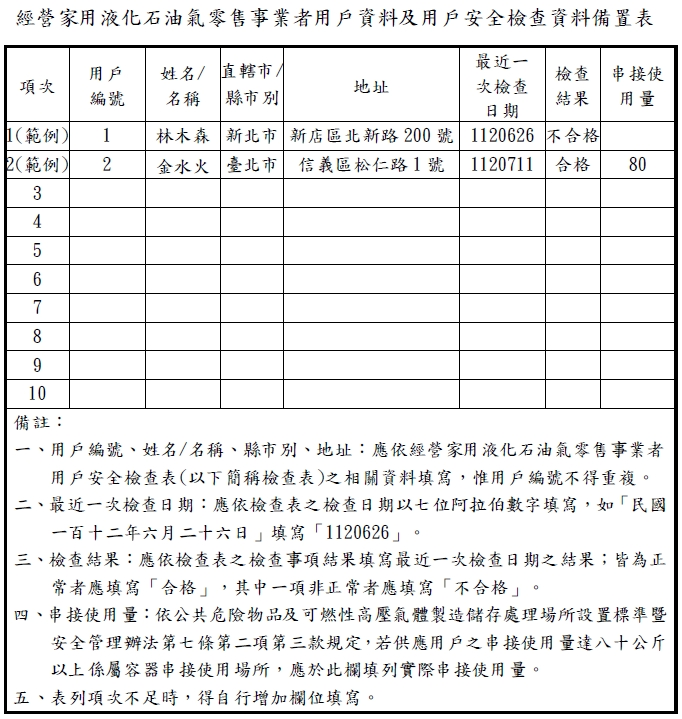 經營家用液化石油氣零售事業者用戶資料及用戶安全檢查資料備置表
項次 用戶編號 姓名/名稱 直轄市/縣市別 地址 最近一次檢查日期 檢查結果 串接使用量
1(範例) 1 林木森 新北市 新店區北新路200號 1120626 不合格
2(範例) 2 金水火 臺北市 信義區松仁路1號 1120711 合格 80
3
4
5
6
7
8
9
10
備註：
一、用戶編號、姓名/名稱、縣市別、地址：應依經營家用液化石油氣零售事業者
用戶安全檢查表(以下簡稱檢查表)之相關資料填寫，惟用戶編號不得重複。
二、最近一次檢查日期：應依檢查表之檢查日期以七位阿拉伯數字填寫，如「民國
一百十二年六月二十六日」填寫「1120626」。
三、檢查結果：應依檢查表之檢查事項結果填寫最近一次檢查日期之結果；皆為正
常者應填寫「合格」，其中一項非正常者應填寫「不合格」。
四、串接使用量：依公共危險物品及可燃性高壓氣體製造儲存處理場所設置標準暨
安全管理辦法第七條第二項第三款規定，若供應用戶之串接使用量達八十公斤
以上係屬容器串接使用場所，應於此欄填列實際串接使用量。
五、表列項次不足時，得自行增加欄位填寫。